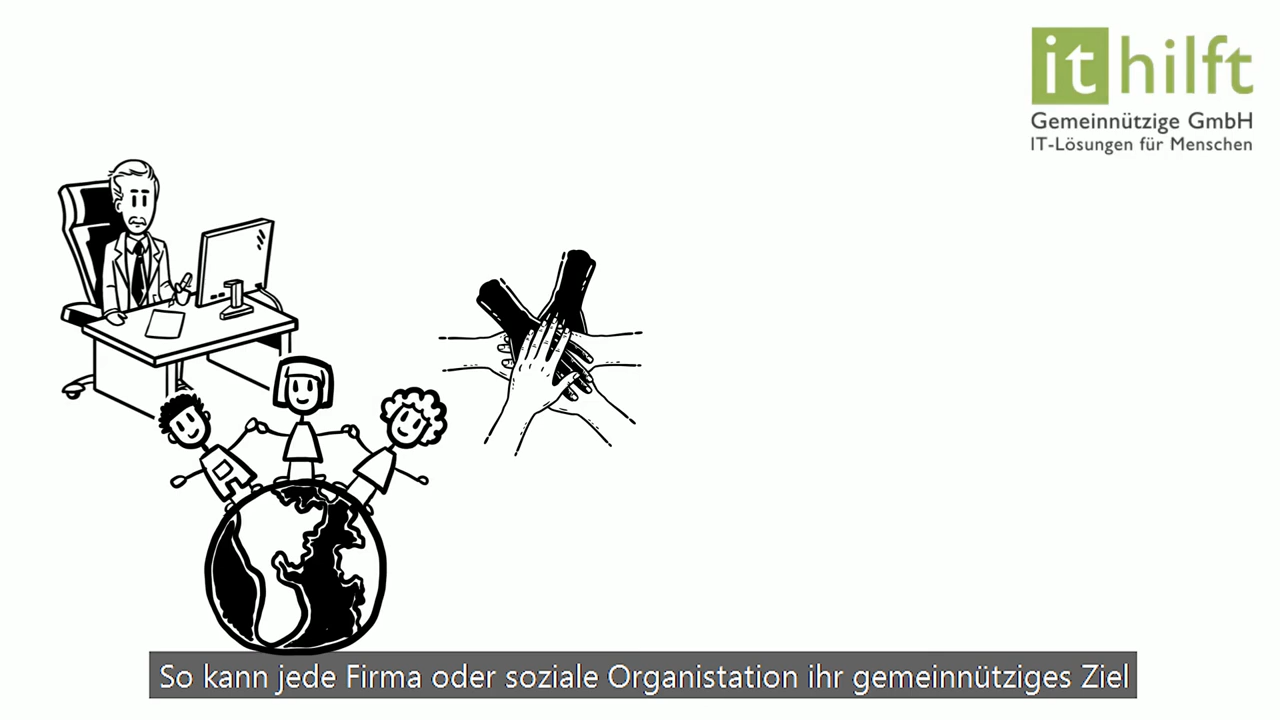 it hilft
Gemeinnützige GmbH
IT-Lösungen für Menschen
So kann jede Firma oder soziale Organistation ihr gemeinnütziges Ziel